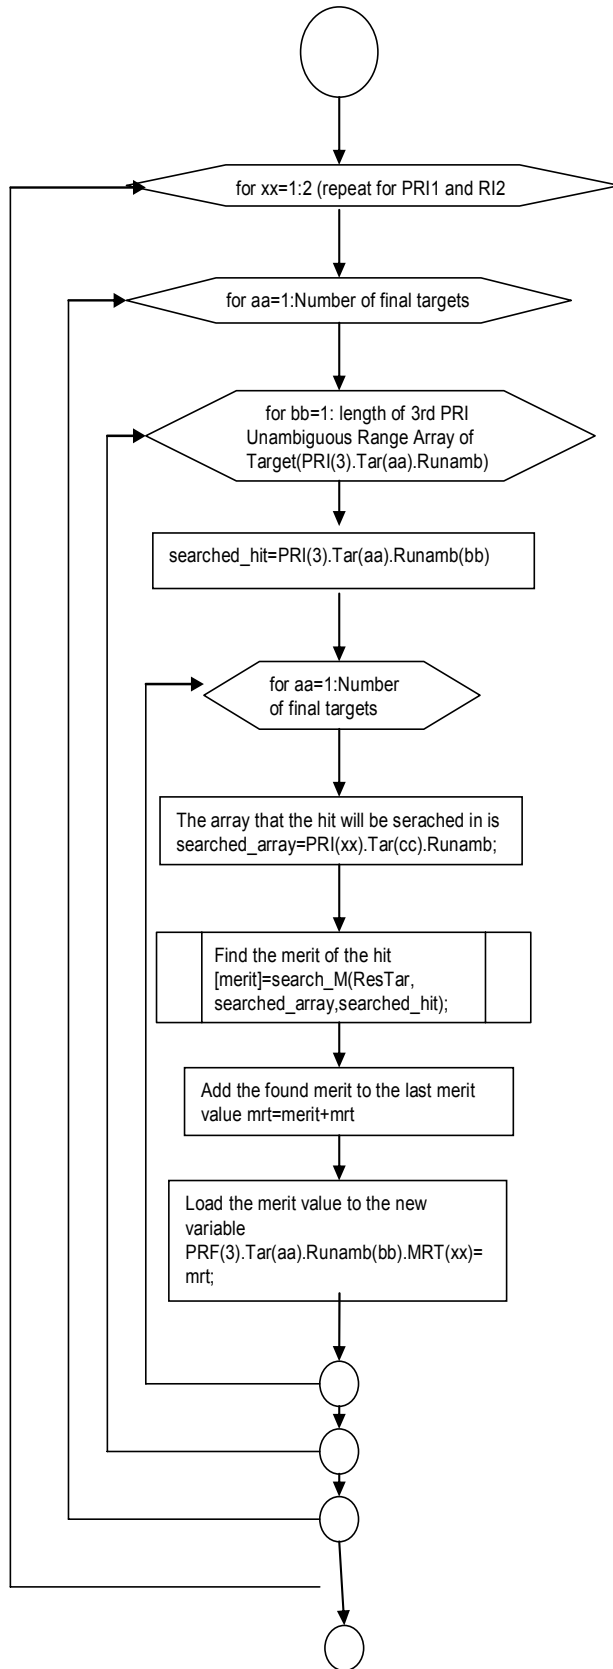 for xx=1:2 (repeat for PRI1 and RI2
for aa=1:Number of final targets
for bb=1: length of 3rd PRI
Unambiguous Range Array of
Target(PRI(3).Tar(aa).Runamb)
searched_hit=PRI(3).Tar(aa).Runamb(bb)
for aa=1:Number
of final targets
The array that the hit will be serached in is
searched_array=PRI(xx).Tar(cc).Runamb;
Find the merit of the hit
[merit]=search_M(ResTar,
searched_array,searched_hit);
Add the found merit to the last merit
value mrt=merit+mrt
Load the merit value to the new
variable
PRF(3).Tar(aa).Runamb(bb).MRT(xx)=
mrt;